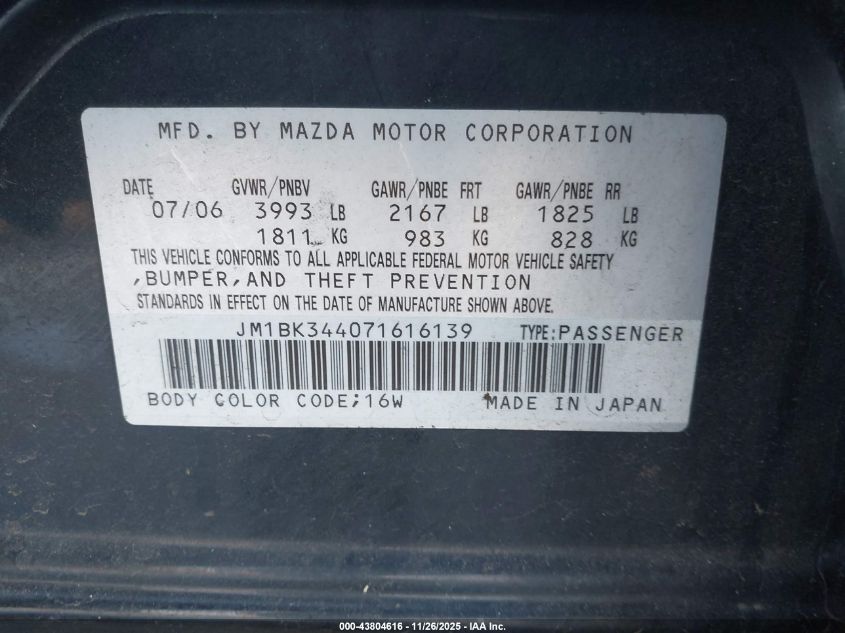 MFD. BY MAZDA MOTOR CORPORATION
DATE GVWR/PNBV GAWR/PNBE FRT GAWR/PNBE RR
07/06 3993 LB 2167 LB 1825 LB
1811 KG 983 KG 828 KG
THIS VEHICLE CONFORMS TO ALL APPLICABLE FEDERAL MOTOR VEHICLE SAFETY
,BUMPER,AND THEFT PREVENTION
STANDARDS IN EFFECT ON THE DATE OF MANUFACTURE SHOWN ABOVE.
JM1BK344071616139 TYPE:PASSENGER
BODY COLOR CODE;16W MADE IN JAPAN
000-43804616 - 11/26/2025 - IAA Inc.